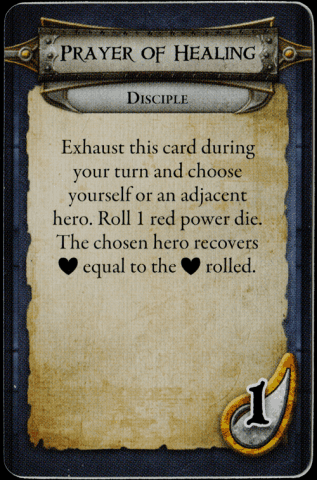 PRAYER OF HEALING
DISCIPLE
Exhaust this card during
your turn and choose
yourself or an adjacent
hero. Roll 1 red power die.
The chosen hero recovers
♥ equal to the ♥ rolled.
1